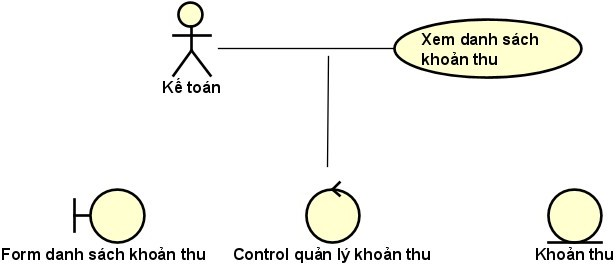 Xem danh sách
khoản thu
Kế toán
Form danh sách khoản thu
Control quản lý khoản thu
Khoản thu